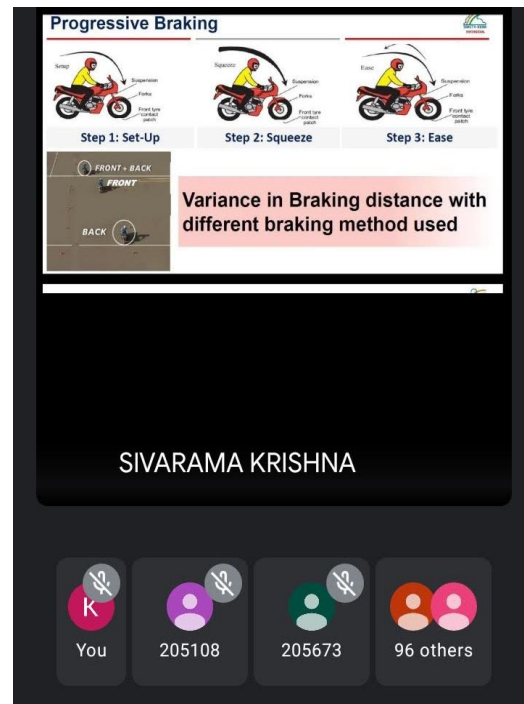 Progressive Braking
HONDA
Setup
Suspension
Forks
Front tyre
contact
patch
Squeeze
Suspension
Forks
Front tyre
contact
patch
Ease
Suspension
Forks
Front tyre
contact
patch
Step 1: Set-Up
Step 2: Squeeze
Step 3: Ease
FRONT + BACK
FRONT
BACK
Variance in Braking distance with
different braking method used
SIVARAMA KRISHNA
K
You
205108
205673
96 others